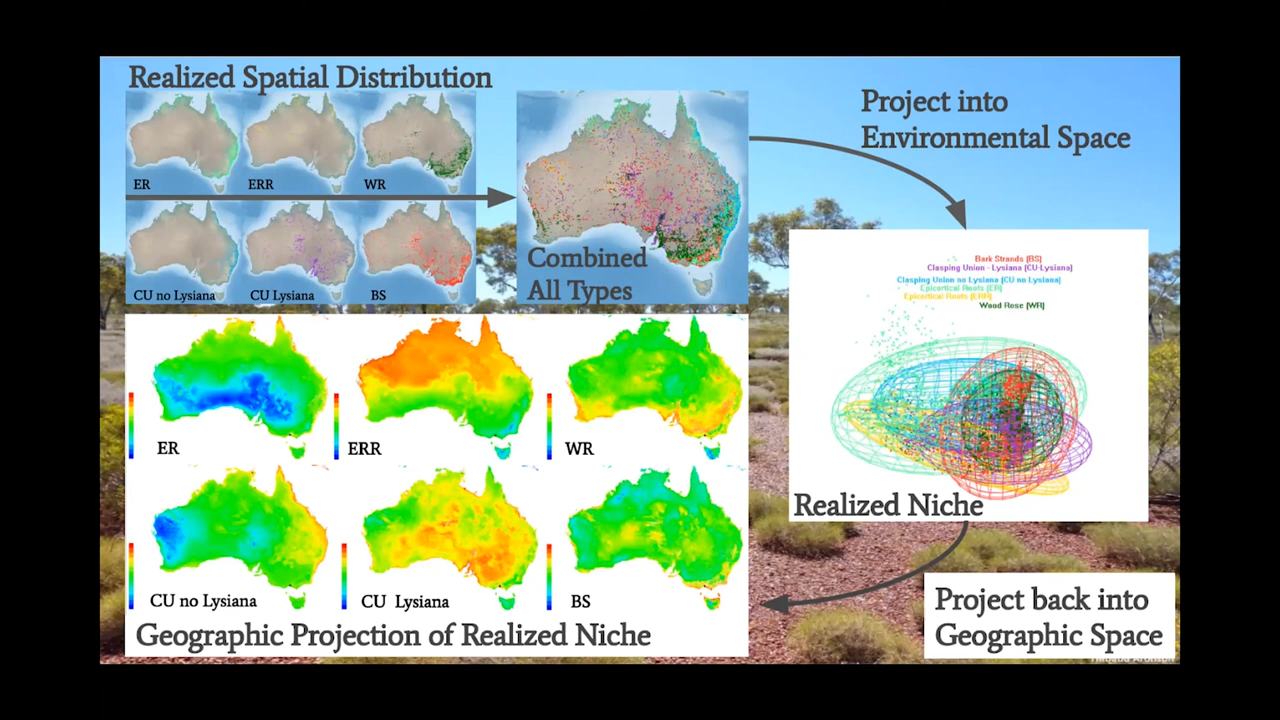 Realized Spatial Distribution
ER
ERR
WR
CU no Lysiana
CU Lysiana
BS
Combined
All Types
Project into
Environmental Space
Bark Strands (BS)
Clasping Union - Lysiana (CU-Lysiana)
Clasping Union no Lysiana (CU no Lysiana)
Epicortical Roots (ER)
Epicortical Roots (ERR)
Wood Rose (WR)
Realized Niche
ER
ERR
WR
CU no Lysiana
CU Lysiana
BS
Geographic Projection of Realized Niche
Project back into
Geographic Space